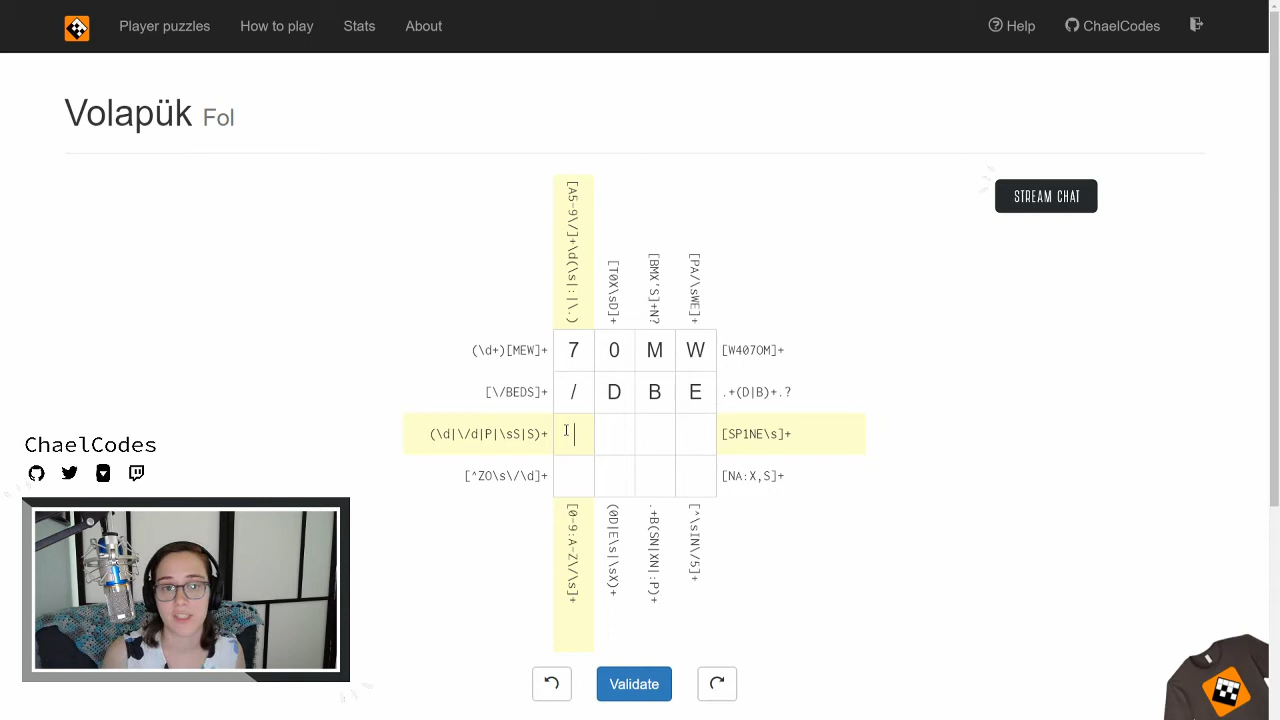 Player puzzles How to play Stats About Help ChaelCodes
Volapük Fol
STREAM CHAT
[A5-9\/]+\d(\s|:|\.)
[T0X\sD]+
[BMX'S]+N?
[PA/\sWE]+
(\d+)[MEW]+ 7 0 M W [W407OM]+
[\/BEDS]+ / D B E .+(D|B)+.?
(\d|\/d|P|\sS|S)+ [SP1NE\s]+
[^ZO\s\/\d]+ [NA:X,S]+
[0-9:A-Z\/\s]+
(0D|E\s|\sX)+
.+B(SN|XN|:P)+
[^\sIN\/5]+
ChaelCodes
Validate